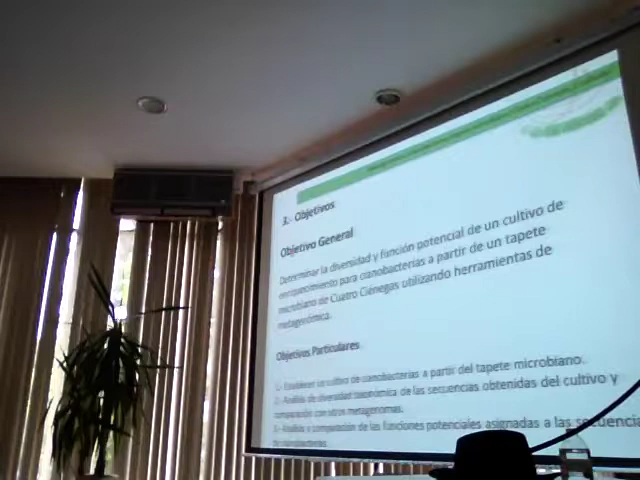 3.- Objetivos
Objetivo General
Determinar la diversidad y función potencial de un cultivo de
enriquecimiento para cianobacterias a partir de un tapete
microbiano de Cuatro Ciénegas utilizando herramientas de
metagenómica.
Objetivos Particulares
1.- Establecer un cultivo de cianobacterias a partir del tapete microbiano.
2.- Análisis de diversidad taxonómica de las secuencias obtenidas del cultivo y
comparación con otros metagenomas.
3.- Análisis y comparación de las funciones potenciales asignadas a las secuencia